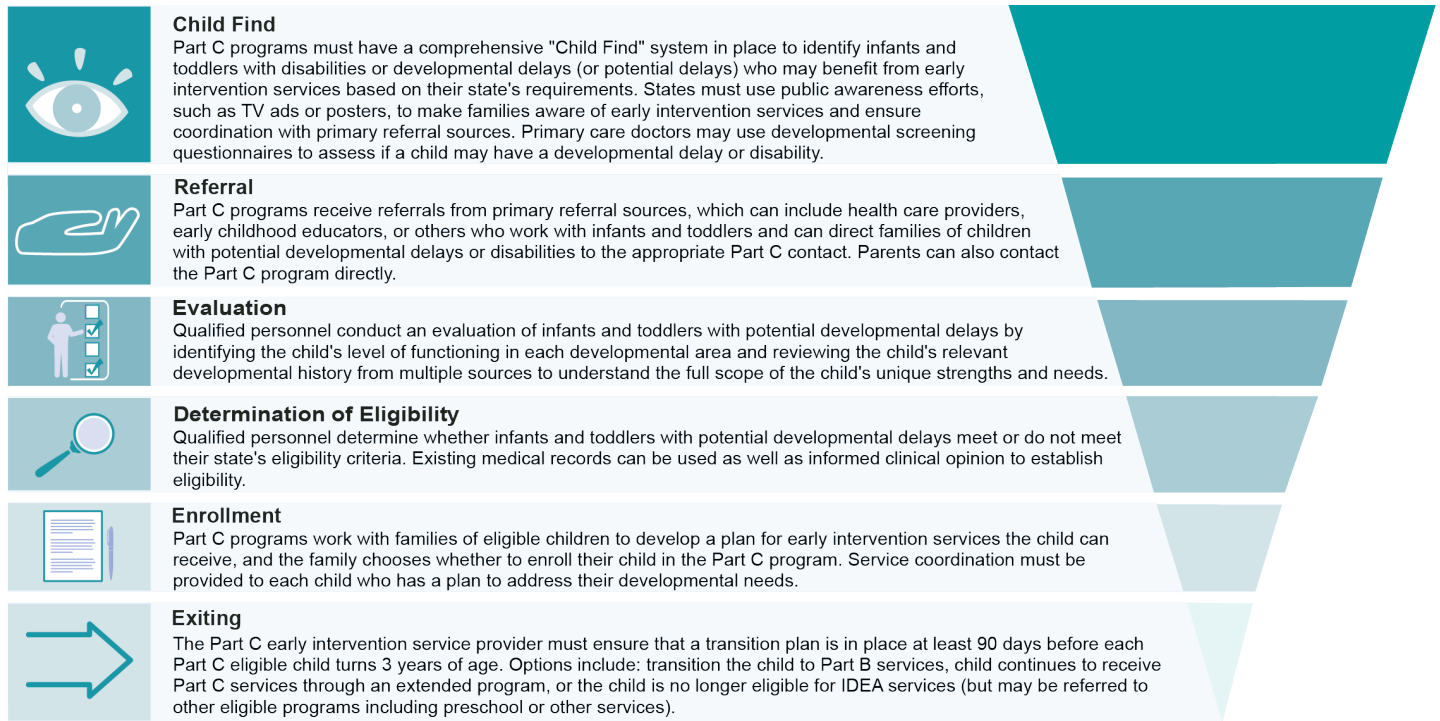 Child Find
Part C programs must have a comprehensive "Child Find" system in place to identify infants and
toddlers with disabilities or developmental delays (or potential delays) who may benefit from early
intervention services based on their state's requirements. States must use public awareness efforts,
such as TV ads or posters, to make families aware of early intervention services and ensure
coordination with primary referral sources. Primary care doctors may use developmental screening
questionnaires to assess if a child may have a developmental delay or disability.
Referral
Part C programs receive referrals from primary referral sources, which can include health care providers,
early childhood educators, or others who work with infants and toddlers and can direct families of children
with potential developmental delays or disabilities to the appropriate Part C contact. Parents can also contact
the Part C program directly.
Evaluation
Qualified personnel conduct an evaluation of infants and toddlers with potential developmental delays by
identifying the child's level of functioning in each developmental area and reviewing the child's relevant
developmental history from multiple sources to understand the full scope of the child's unique strengths and needs.
Determination of Eligibility
Qualified personnel determine whether infants and toddlers with potential developmental delays meet or do not meet
their state's eligibility criteria. Existing medical records can be used as well as informed clinical opinion to establish
eligibility.
Enrollment
Part C programs work with families of eligible children to develop a plan for early intervention services the child can
receive, and the family chooses whether to enroll their child in the Part C program. Service coordination must be
provided to each child who has a plan to address their developmental needs.
Exiting
The Part C early intervention service provider must ensure that a transition plan is in place at least 90 days before each
Part C eligible child turns 3 years of age. Options include: transition the child to Part B services, child continues to receive
Part C services through an extended program, or the child is no longer eligible for IDEA services (but may be referred to
other eligible programs including preschool or other services).